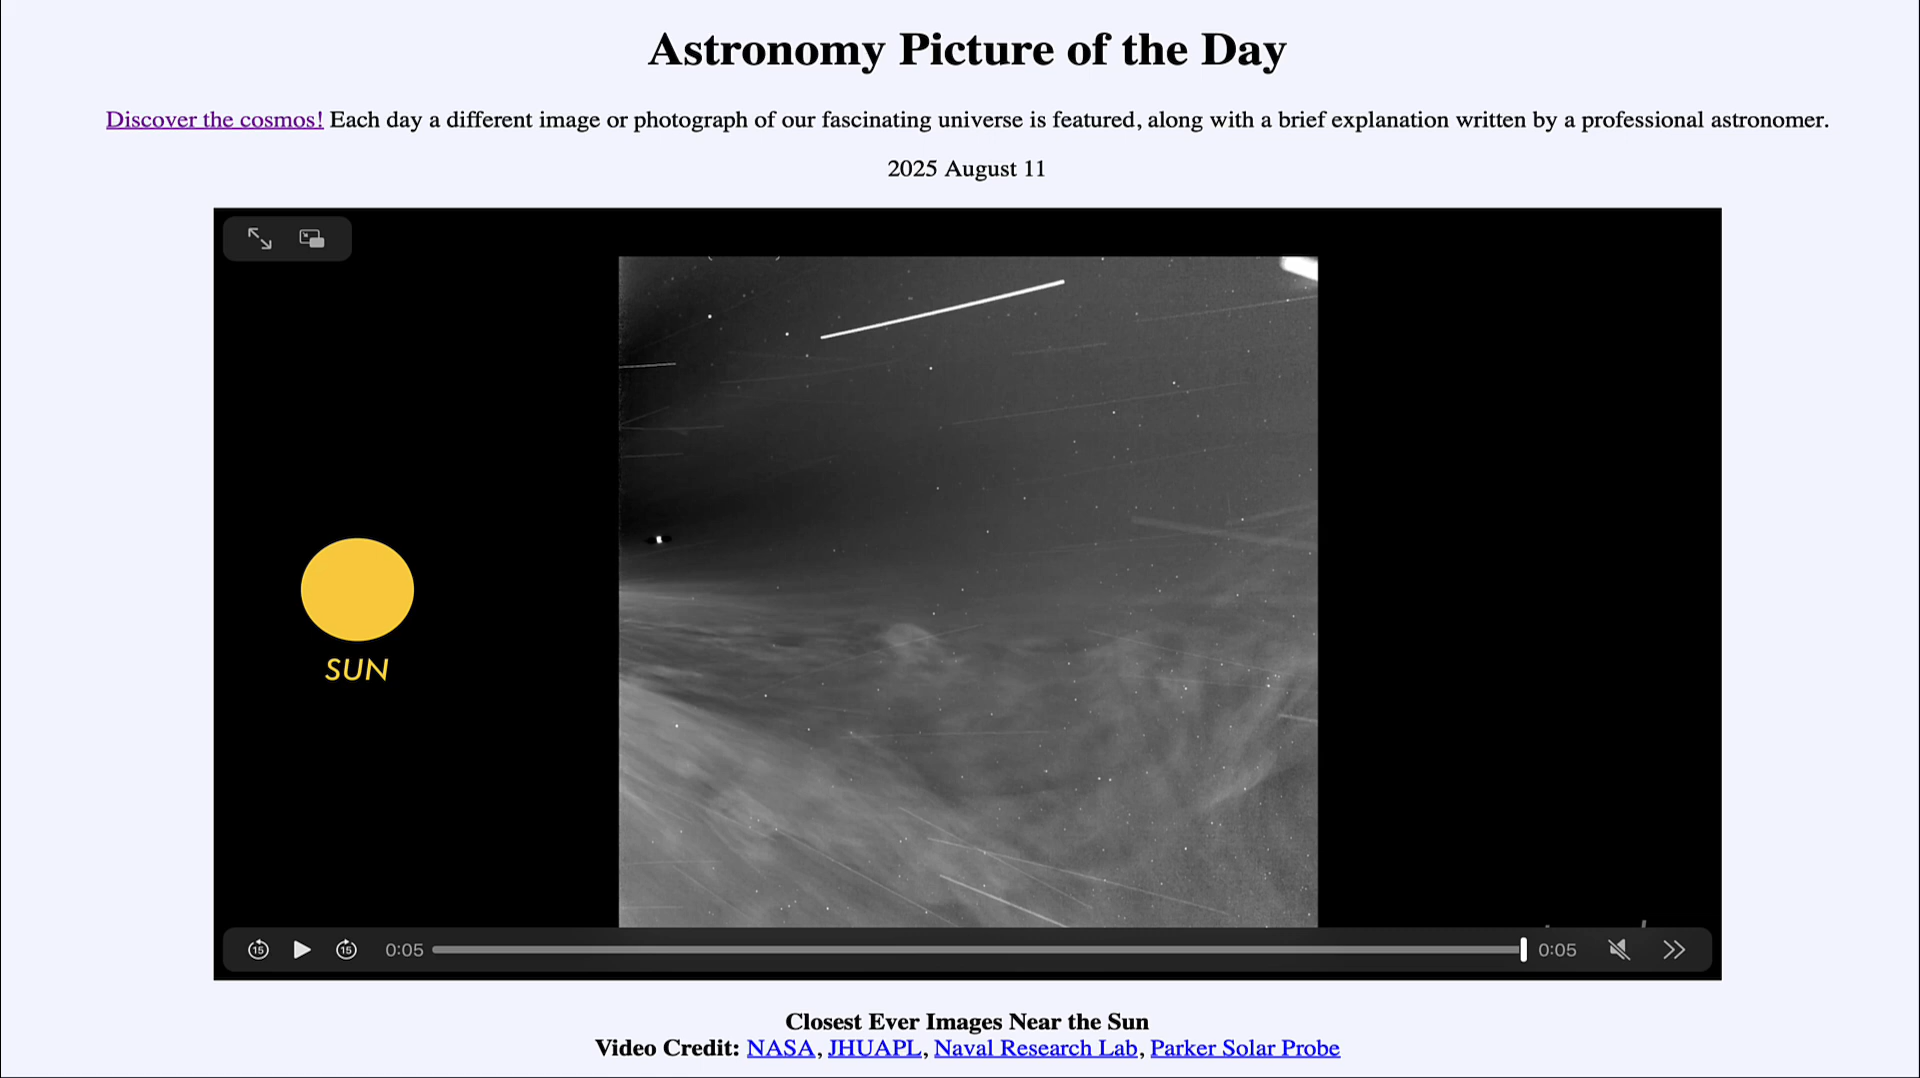 Astronomy Picture of the Day
Discover the cosmos! Each day a different image or photograph of our fascinating universe is featured, along with a brief explanation written by a professional astronomer.
2025 August 11
SUN
15 15 0:05 0:05
Closest Ever Images Near the Sun
Video Credit: NASA, JHUAPL, Naval Research Lab, Parker Solar Probe